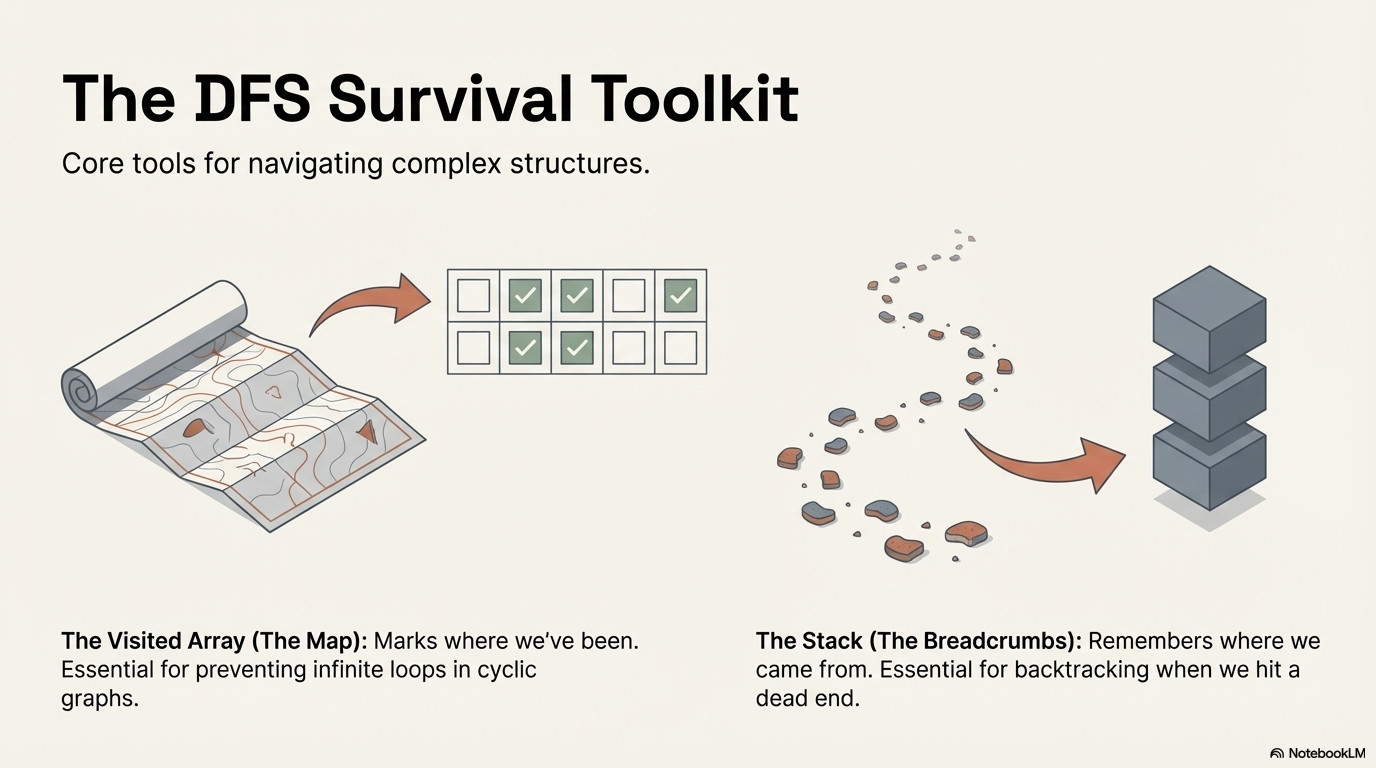 The DFS Survival Toolkit
Core tools for navigating complex structures.
The Visited Array (The Map): Marks where we've been.
Essential for preventing infinite loops in cyclic
graphs.
The Stack (The Breadcrumbs): Remembers where we
came from. Essential for backtracking when we hit a
dead end.
NotebookLM